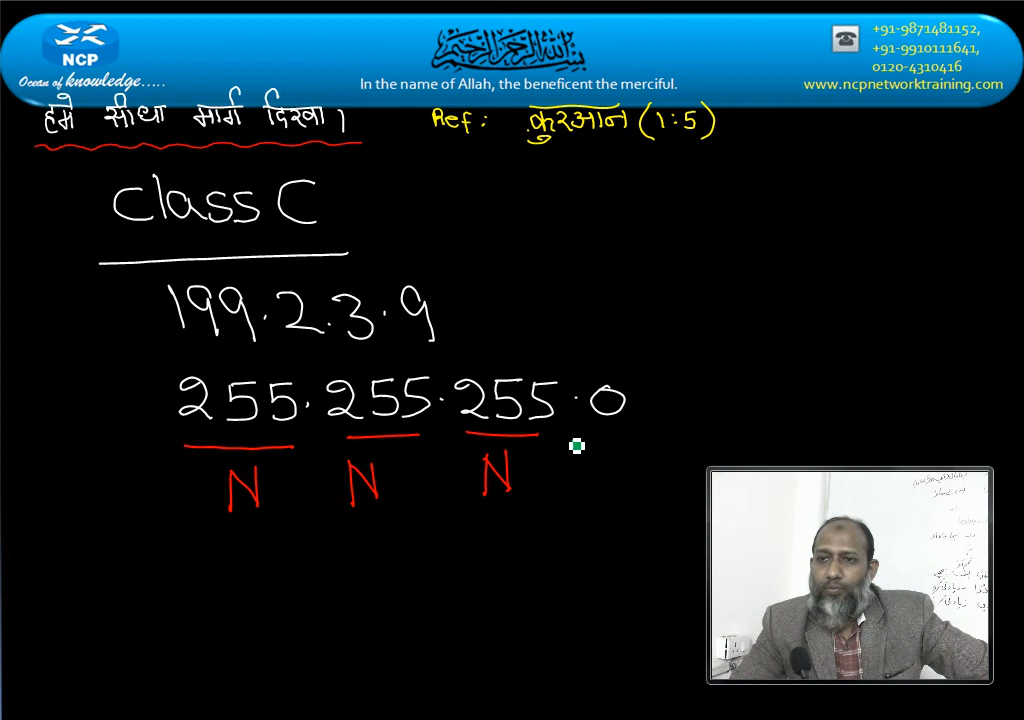 NCP
Ocean of knowledge.....
بسم الله الرحمن الرحيم
In the name of Allah, the beneficent the merciful.
+91-9871481152,
+91-9910111641,
0120-4310416
www.ncpnetworktraining.com
हमे सीधा मार्ग दिखा।
Ref: क़ुरआन (1:5)
Class C
199.2.3.9
255.255.255.0
N N N